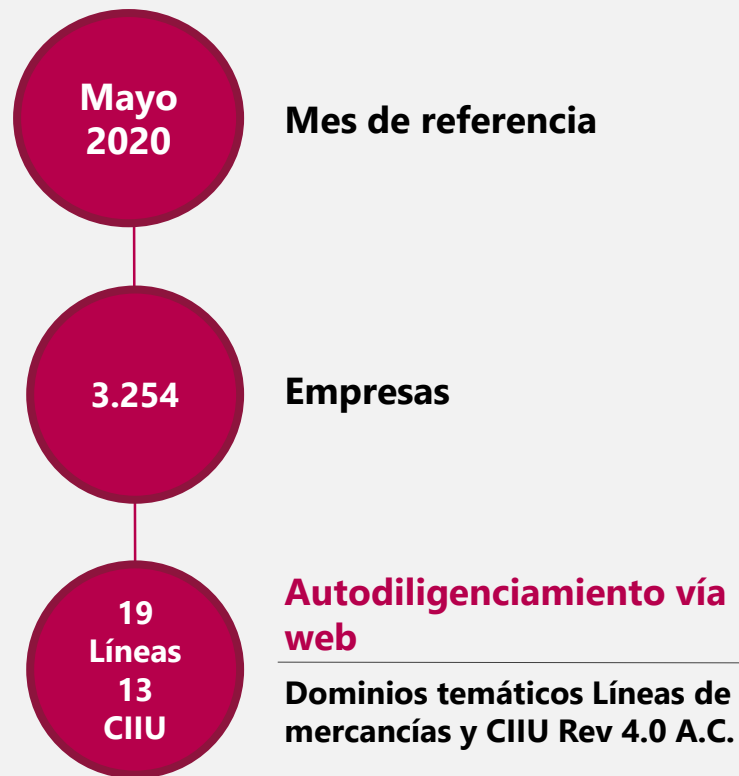 Mayo
2020
Mes de referencia
3.254
Empresas
19
Líneas
13
CIIU
Autodiligenciamiento vía
web
Dominios temáticos Líneas de
mercancías y CIIU Rev 4.0 A.C.